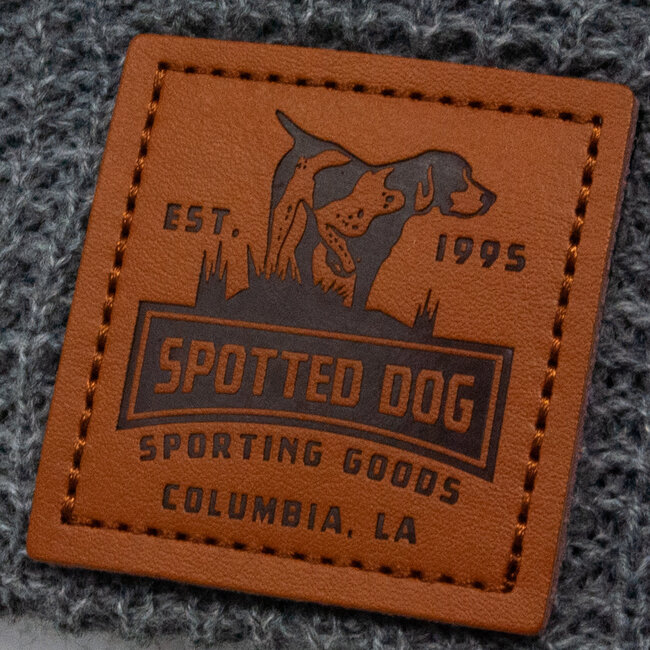 EST. 1995
SPOTTED DOG
SPORTING GOODS
COLUMBIA, LA